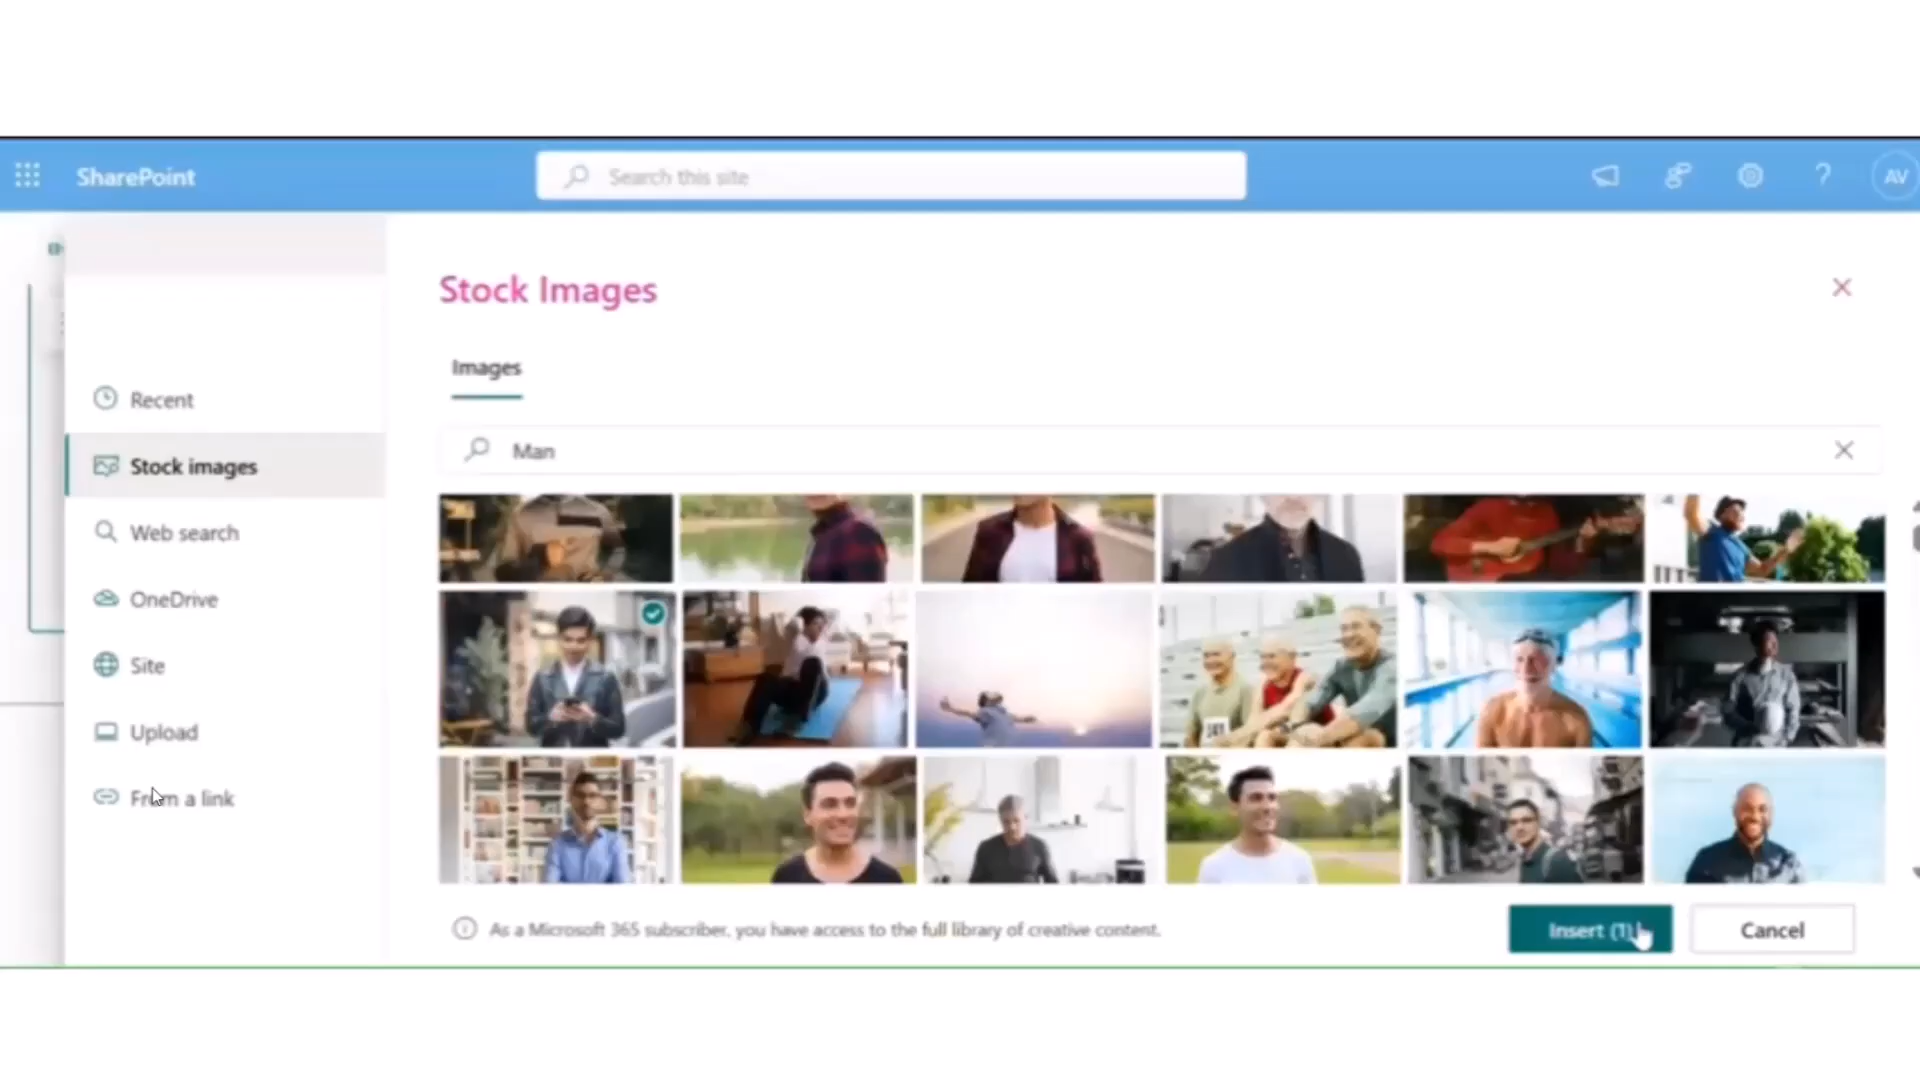 SharePoint
Search this site
?
AV
Stock Images
Images
Man
Recent
Stock images
Web search
OneDrive
Site
Upload
From a link
As a Microsoft 365 subscriber, you have access to the full library of creative content.
Insert (1)
Cancel